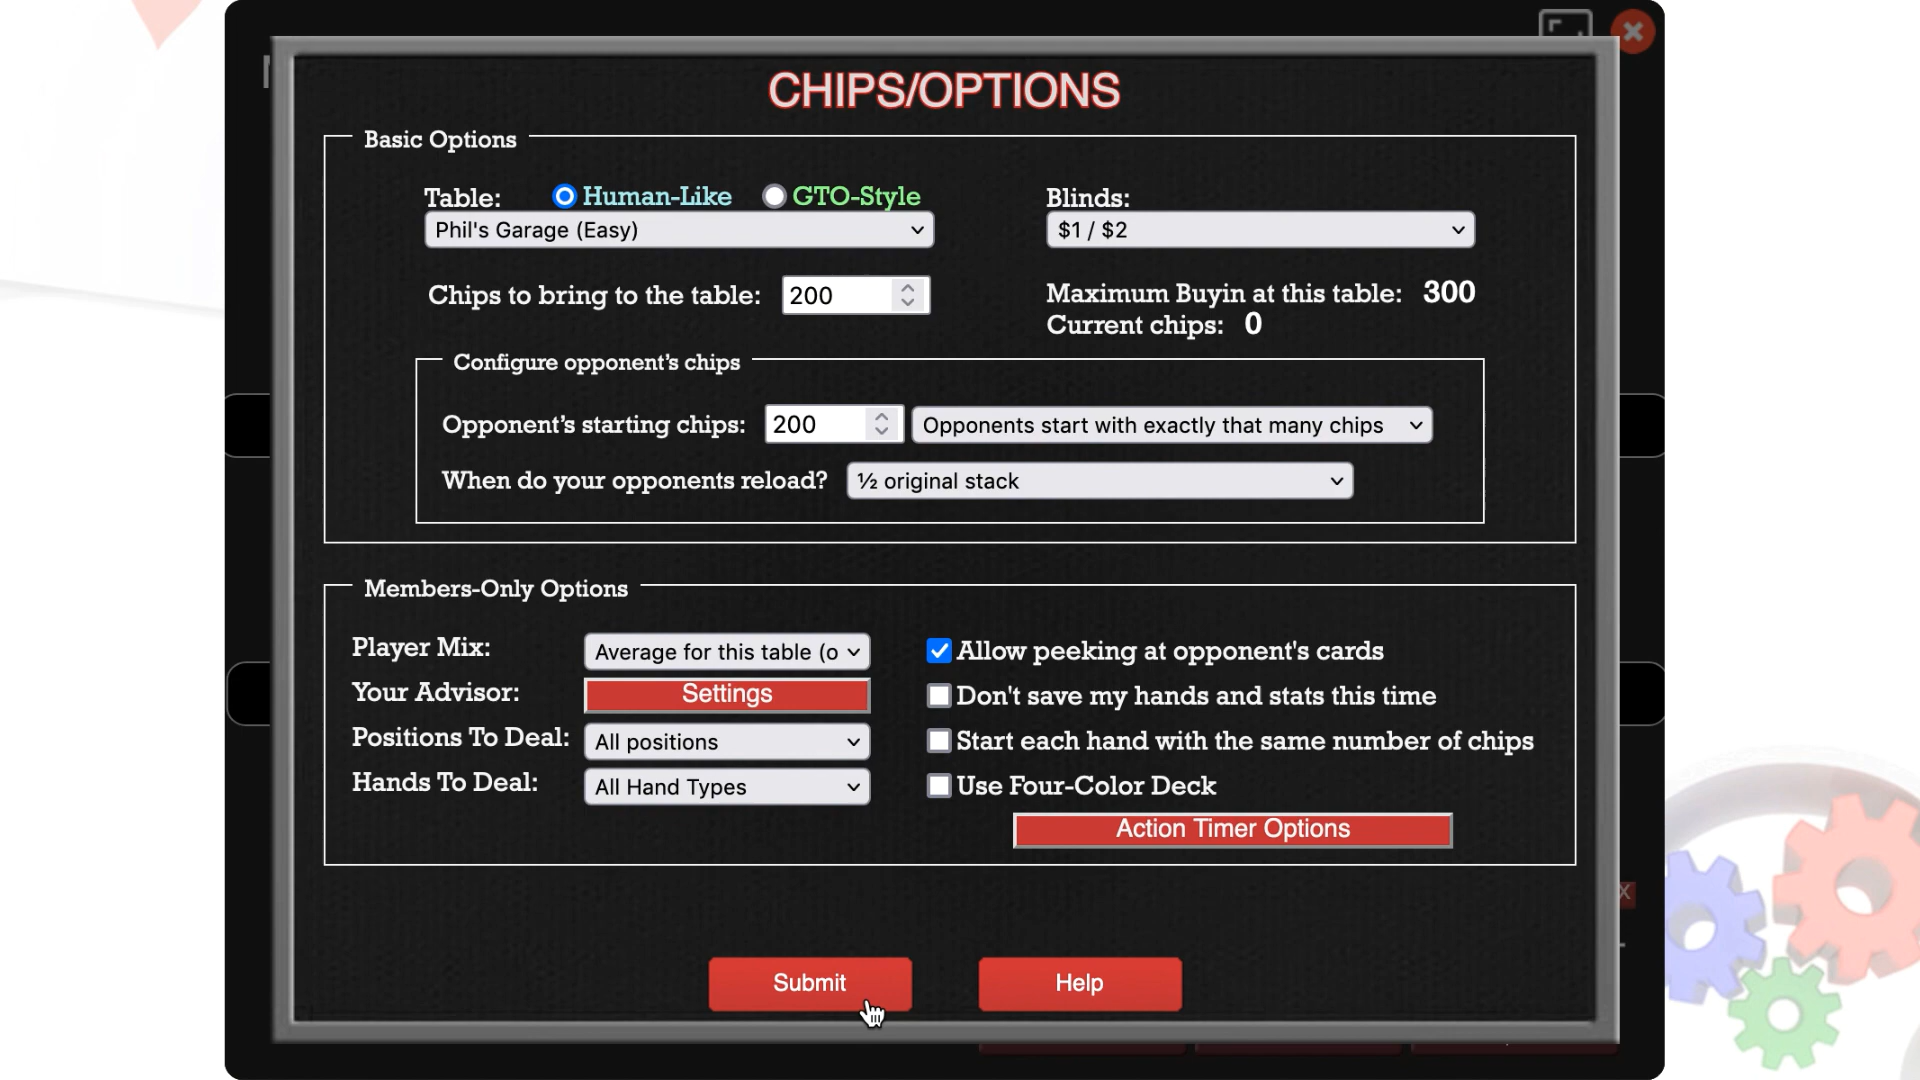 CHIPS/OPTIONS
Basic Options
Table: Human-Like GTO-Style
Phil's Garage (Easy)
Blinds:
$1 / $2
Chips to bring to the table: 200
Maximum Buyin at this table: 300
Current chips: 0
Configure opponent's chips
Opponent's starting chips: 200 Opponents start with exactly that many chips
When do your opponents reload? ½ original stack
Members-Only Options
Player Mix: Average for this table (o
Your Advisor: Settings
Positions To Deal: All positions
Hands To Deal: All Hand Types
Allow peeking at opponent's cards
Don't save my hands and stats this time
Start each hand with the same number of chips
Use Four-Color Deck
Action Timer Options
Submit
Help